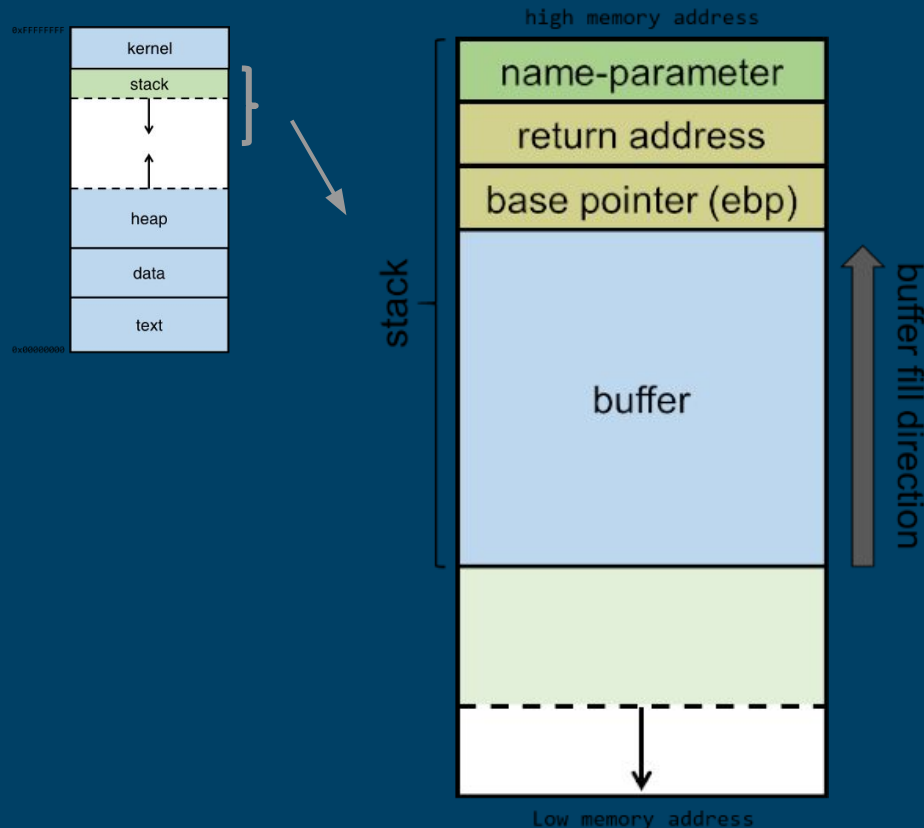 0xFFFFFFFF
kernel
stack
heap
data
text
0x00000000
high memory address
name-parameter
return address
base pointer (ebp)
stack
buffer
buffer fill direction
Low memory address